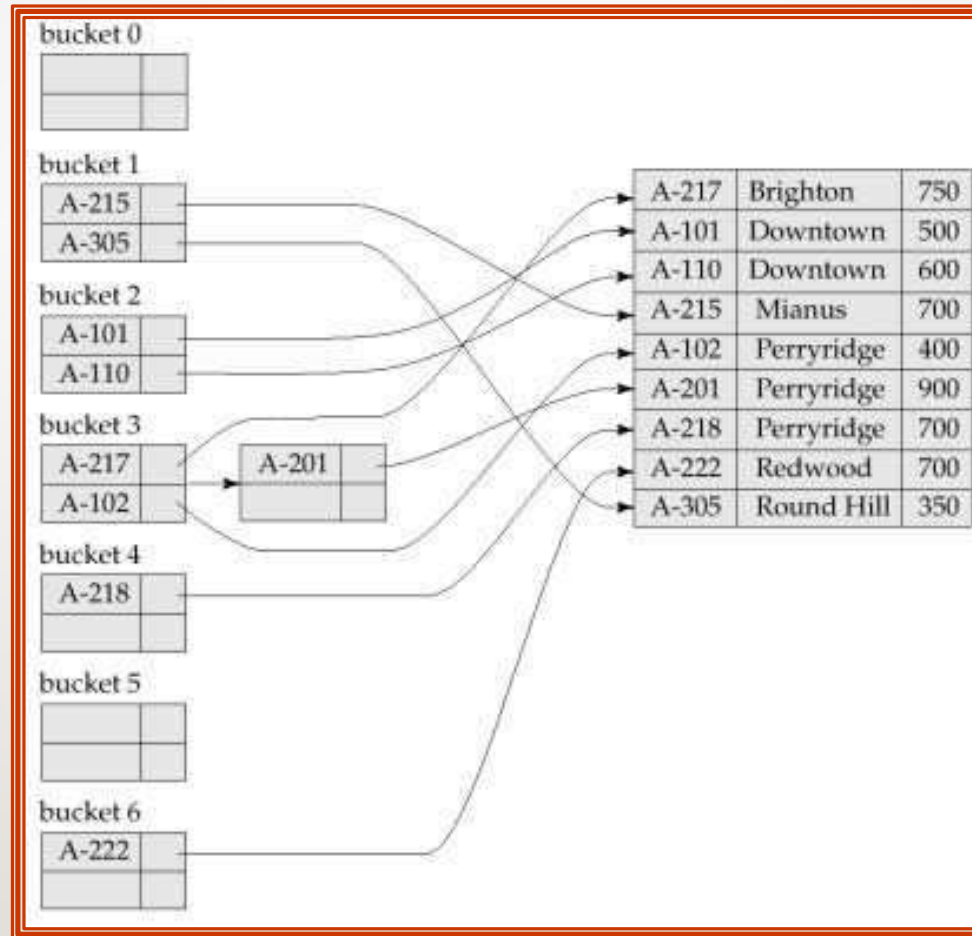 bucket 0
bucket 1
A-215
A-305
bucket 2
A-101
A-110
bucket 3
A-217
A-102
A-201
bucket 4
A-218
bucket 5
bucket 6
A-222
A-217 Brighton 750
A-101 Downtown 500
A-110 Downtown 600
A-215 Mianus 700
A-102 Perryridge 400
A-201 Perryridge 900
A-218 Perryridge 700
A-222 Redwood 700
A-305 Round Hill 350